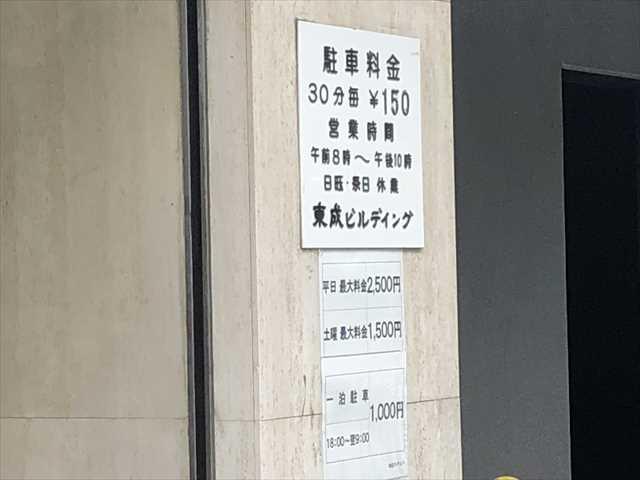 駐車料金
30分毎 ¥150
営業時間
午前8時〜午後10時
日旺・祭日 休業
東成ビルディング
平日 最大料金2,500円
土曜 最大料金1,500円
一泊駐車 1,000円
18:00〜翌9:00